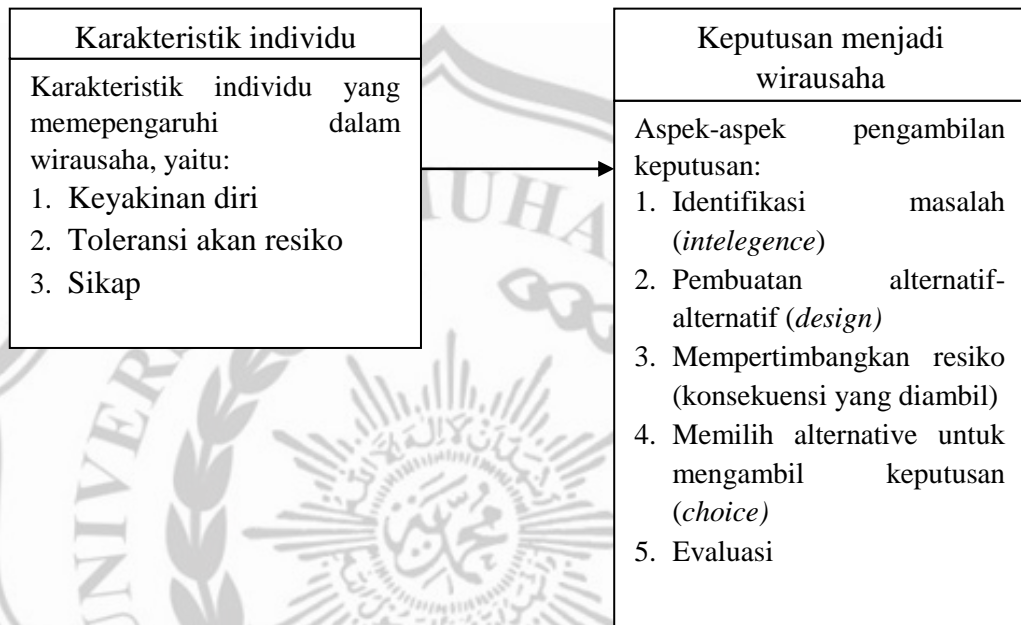 Karakteristik individu
Karakteristik individu yang
memepengaruhi dalam
wirausaha, yaitu:
1. Keyakinan diri
2. Toleransi akan resiko
3. Sikap
Keputusan menjadi
wirausaha
Aspek-aspek pengambilan
keputusan:
1. Identifikasi masalah
(intelegence)
2. Pembuatan alternatif-
alternatif (design)
3. Mempertimbangkan resiko
(konsekuensi yang diambil)
4. Memilih alternative untuk
mengambil keputusan
(choice)
5. Evaluasi